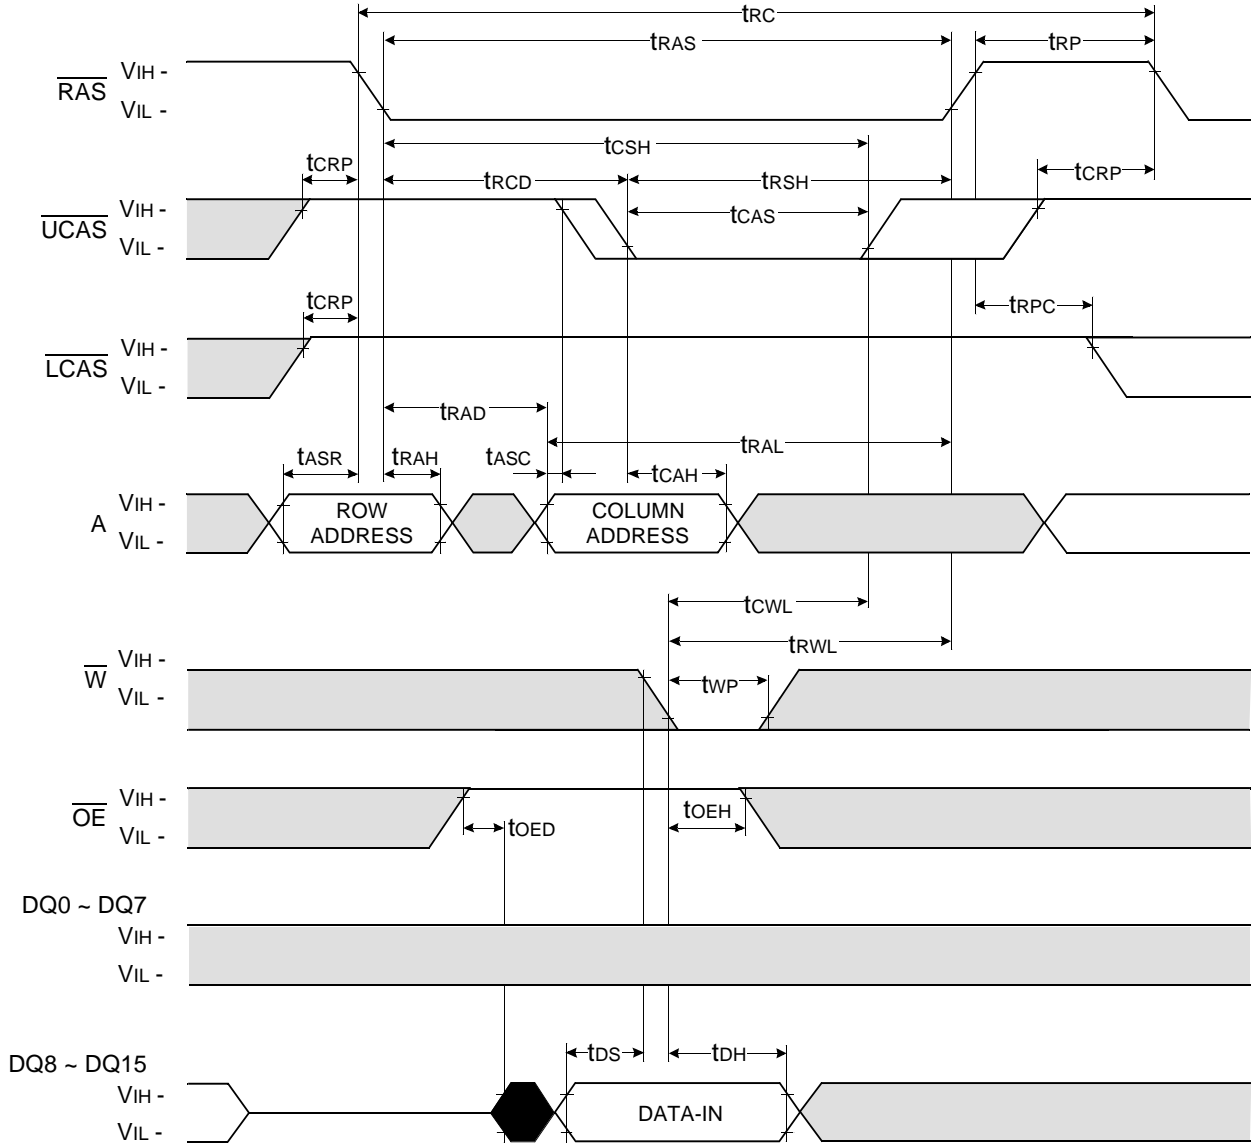 tRC
tRAS
tRP
RAS
VIH -
VIL -
tCSH
tCRP
tRCD
tRSH
tCRP
UCAS
VIH -
VIL -
tCAS
tCRP
tRPC
LCAS
VIH -
VIL -
tRAD
tRAL
tASR
tRAH
tASC
tCAH
A
VIH -
VIL -
ROW
ADDRESS
COLUMN
ADDRESS
tCWL
tRWL
W
VIH -
VIL -
tWP
OE
VIH -
VIL -
tOED
tOEH
DQ0 ~ DQ7
VIH -
VIL -
DQ8 ~ DQ15
VIH -
VIL -
tDS
tDH
DATA-IN